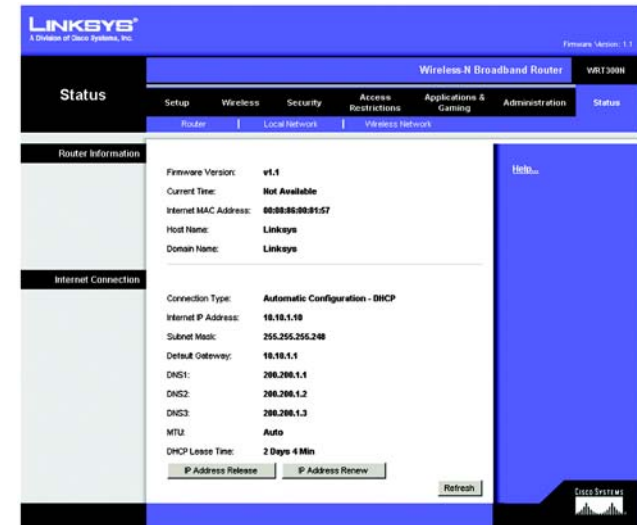 LINKSYS®
A Division of Cisco Systems, Inc.
Firmware Version: 1.1
Wireless-N Broadband Router WRT300N
Status
Setup Wireless Security Access Restrictions Applications & Gaming Administration Status
Router | Local Network | Wireless Network
Router Information
Help...
Firmware Version: v1.1
Current Time: Not Available
Internet MAC Address: 00:08:86:00:01:57
Host Name: Linksys
Domain Name: Linksys
Internet Connection
Connection Type: Automatic Configuration - DHCP
Internet IP Address: 10.10.1.10
Subnet Mask: 255.255.255.248
Default Gateway: 10.10.1.1
DNS1: 200.200.1.1
DNS2: 200.200.1.2
DNS3: 200.200.1.3
MTU: Auto
DHCP Lease Time: 2 Days 4 Min
IP Address Release IP Address Renew
Refresh
CISCO SYSTEMS